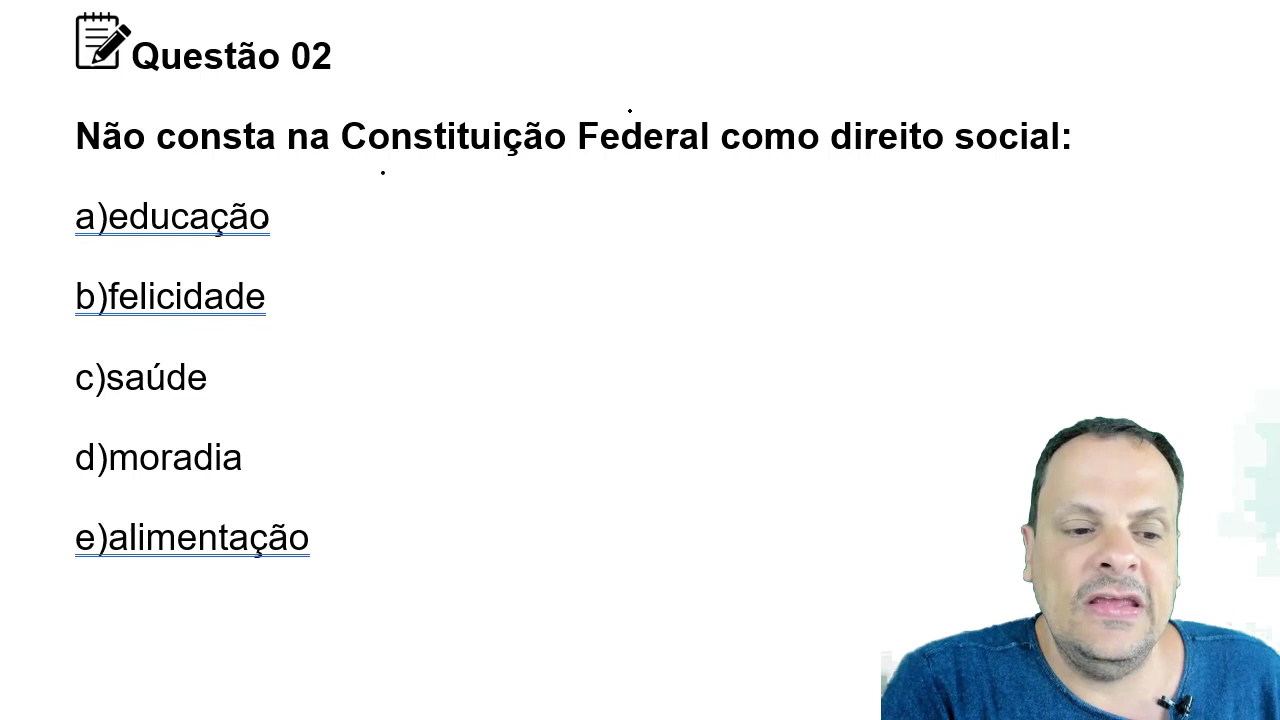 Questão 02
Não consta na Constituição Federal como direito social:
a)educação
b)felicidade
c)saúde
d)moradia
e)alimentação